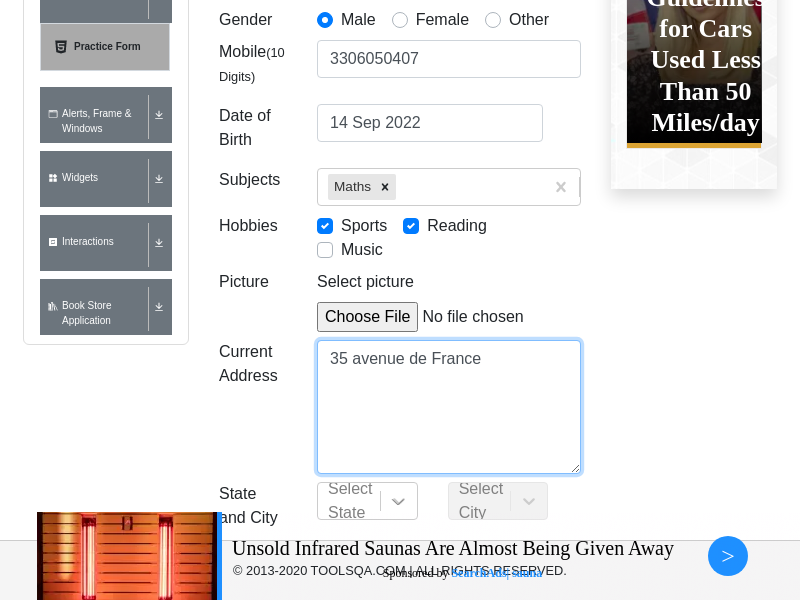 Practice Form
Alerts, Frame &
Windows
Widgets
Interactions
Book Store
Application
Gender
Male
Female
Other
Mobile(10
Digits)
3306050407
Date of
Birth
14 Sep 2022
Subjects
Maths
Hobbies
Sports
Reading
Music
Picture
Select picture
Choose File No file chosen
Current
Address
35 avenue de France
State
and City
Select
State
Select
City
Guidelines
for Cars
Used Less
Than 50
Miles/day
Unsold Infrared Saunas Are Almost Being Given Away
© 2013-2020 TOOLSQA.COM | ALL RIGHTS RESERVED.
Sponsored by SearchAds, sauna